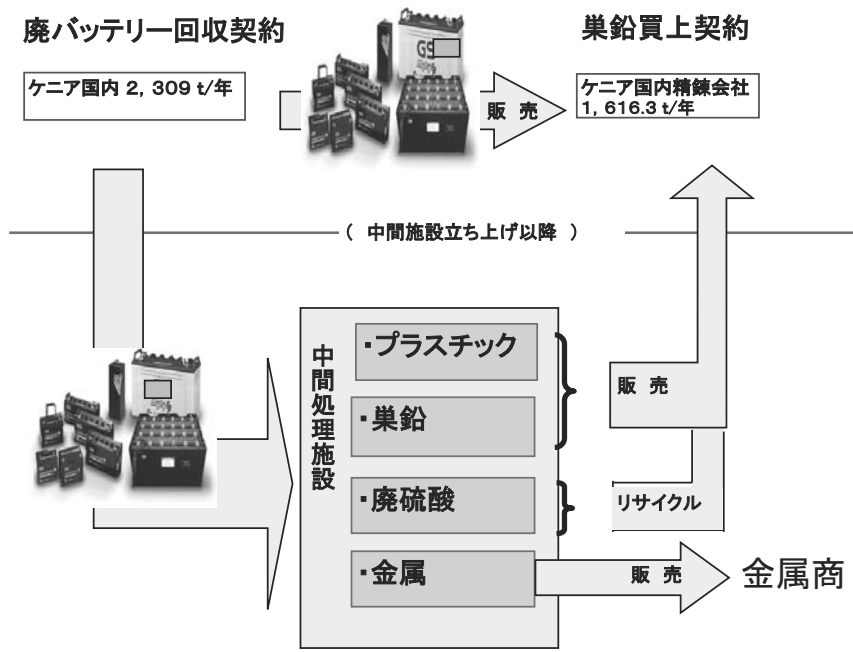 廃バッテリー回収契約
巣鉛買上契約
ケニア国内 2, 309 t/年
GS
販 売
ケニア国内精錬会社
1, 616.3 t/年
( 中間施設立ち上げ以降 )
中間処理施設
・プラスチック
・巣鉛
・廃硫酸
・金属
販 売
リサイクル
販 売
金属商